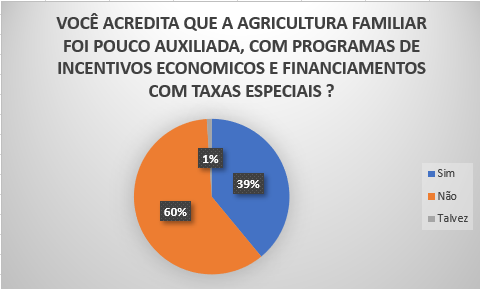 VOCÊ ACREDITA QUE A AGRICULTURA FAMILIAR
FOI POUCO AUXILIADA, COM PROGRAMAS DE
INCENTIVOS ECONOMICOS E FINANCIAMENTOS
COM TAXAS ESPECIAIS ?
1%
39%
60%
Sim
Não
Talvez